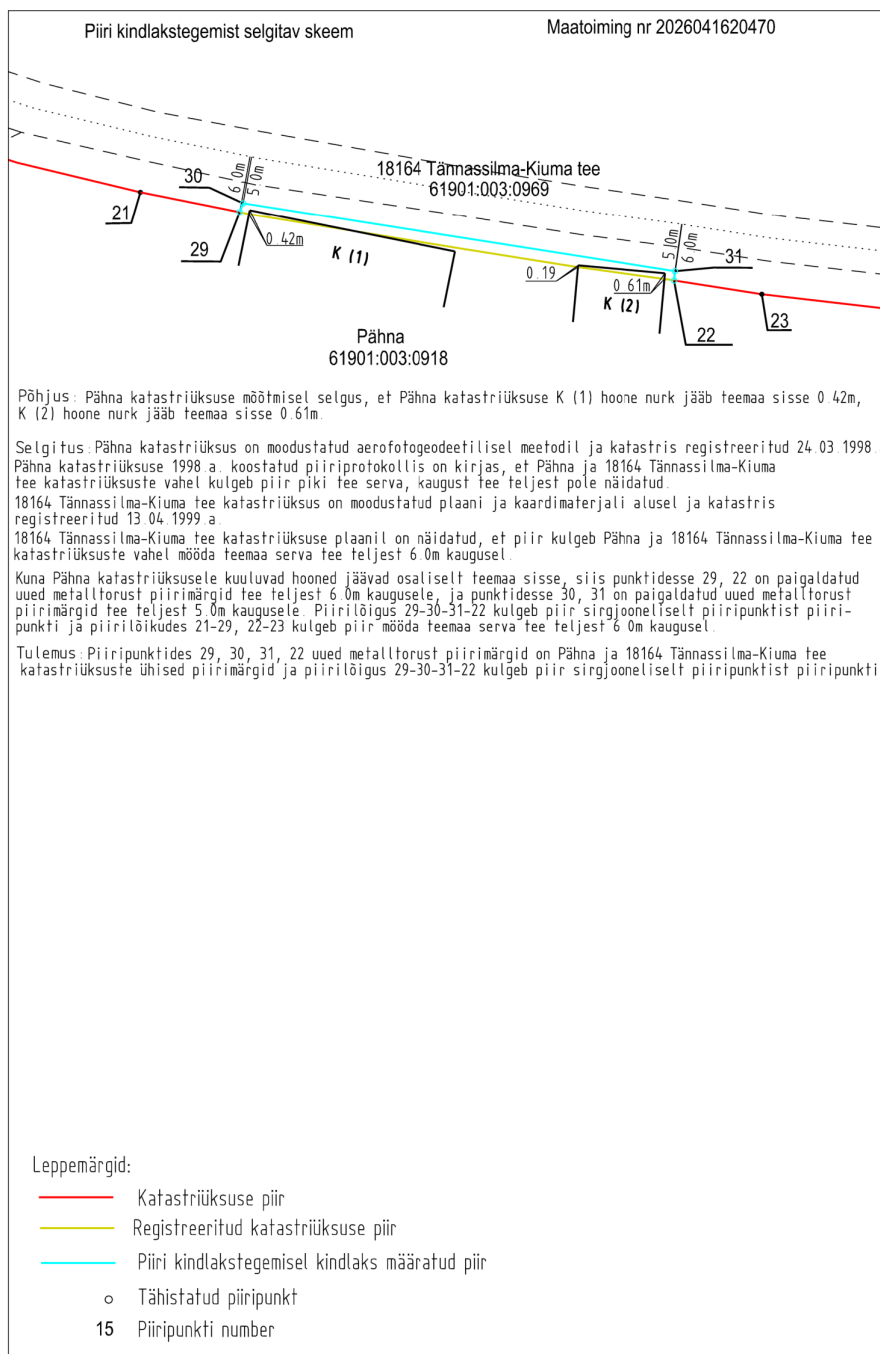 Piiri kindlakstegemist selgitav skeem
Maatoiming nr 2026041620470
18164 Tännassilma-Kiuma tee
61901:003:0969
30
6.0m
5.0m
21
29
0.42m
K (1)
5.0m
6.0m
31
0.19
0.61m
K (2)
23
22
Pähna
61901:003:0918
Põhjus: Pähna katastriüksuse mõõtmisel selgus, et Pähna katastriüksuse K (1) hoone nurk jääb teemaa sisse 0.42m,
K (2) hoone nurk jääb teemaa sisse 0.61m.
Selgitus: Pähna katastriüksus on moodustatud aerofotogeodeetilisel meetodil ja katastris registreeritud 24.03.1998.
Pähna katastriüksuse 1998.a. koostatud piiriprotokollis on kirjas, et Pähna ja 18164 Tännassilma-Kiuma
tee katastriüksuste vahel kulgeb piir piki tee serva, kaugust tee teljest pole näidatud.
18164 Tännassilma-Kiuma tee katastriüksus on moodustatud plaani ja kaardimaterjali alusel ja katastris
registreeritud 13.04.1999.a.
18164 Tännassilma-Kiuma tee katastriüksuse plaanil on näidatud, et piir kulgeb Pähna ja 18164 Tännassilma-Kiuma tee
katastriüksuste vahel mööda teemaa serva tee teljest 6.0m kaugusel.
Kuna Pähna katastriüksusele kuuluvad hooned jäävad osaliselt teemaa sisse, siis punktidesse 29, 22 on paigaldatud
uued metalltorust piirimärgid tee teljest 6.0m kaugusele, ja punktidesse 30, 31 on paigaldatud uued metalltorust
piirimärgid tee teljest 5.0m kaugusele. Piirilõigus 29-30-31-22 kulgeb piir sirgjooneliselt piiripunktist piiri-
punkti ja piirilõikudes 21-29, 22-23 kulgeb piir mööda teemaa serva tee teljest 6.0m kaugusel.
Tulemus: Piiripunktides 29, 30, 31, 22 uued metalltorust piirimärgid on Pähna ja 18164 Tännassilma-Kiuma tee
katastriüksuste ühised piirimärgid ja piirilõigus 29-30-31-22 kulgeb piir sirgjooneliselt piiripunktist piiripunkti.
Leppemärgid:
Katastriüksuse piir
Registreeritud katastriüksuse piir
Piiri kindlakstegemisel kindlaks määratud piir
Tähistatud piiripunkt
15 Piiripunkti number